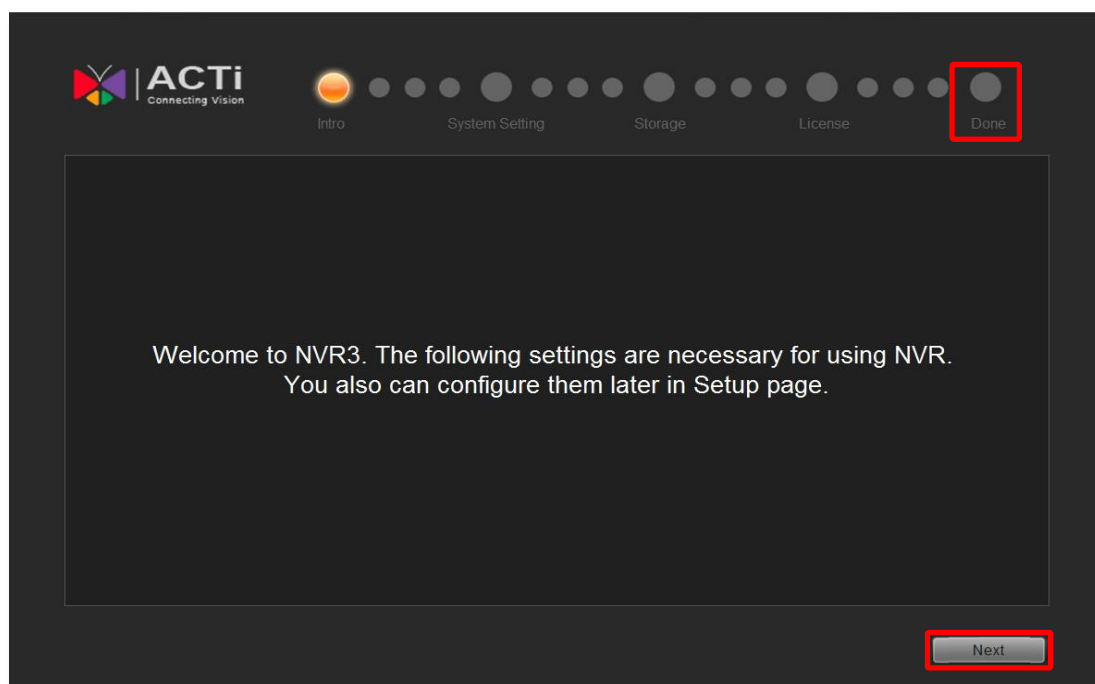 ACTi
Connecting Vision
Intro
System Setting
Storage
License
Done
Welcome to NVR3. The following settings are necessary for using NVR.
You also can configure them later in Setup page.
Next